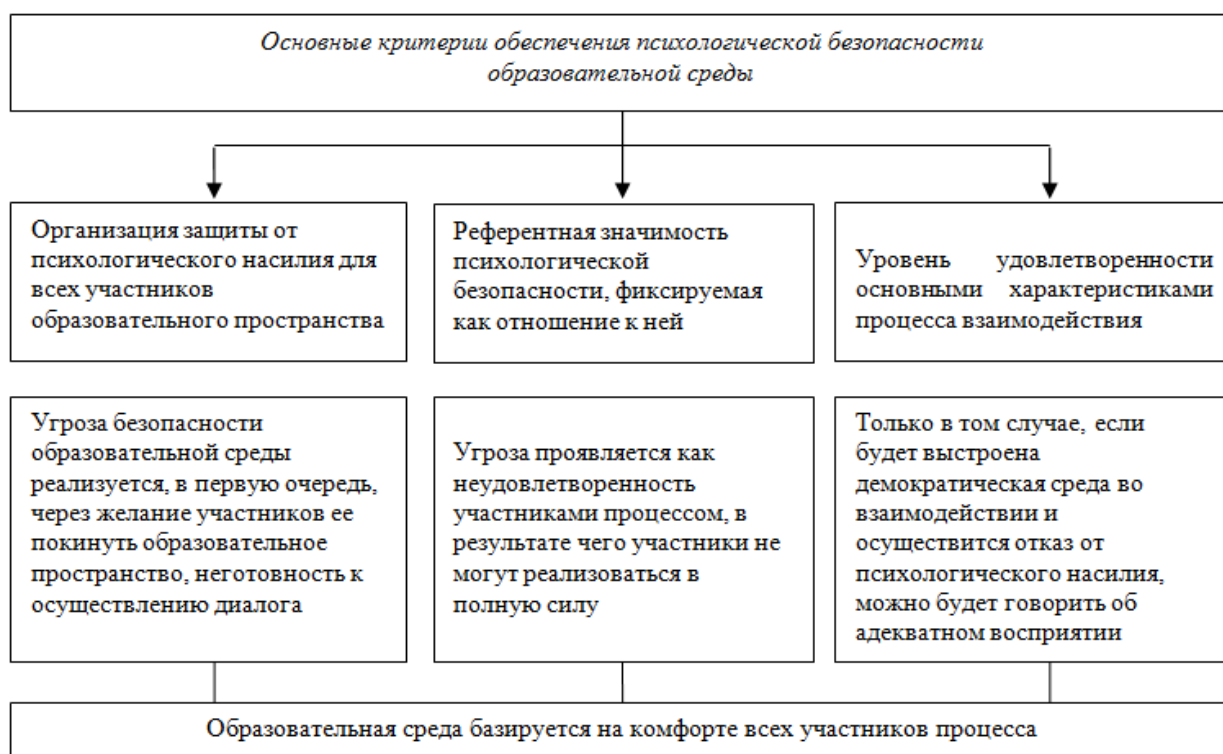 Основные критерии обеспечения психологической безопасности
образовательной среды
Организация защиты от
психологического насилия для
всех участников
образовательного пространства
Референтная значимость
психологической
безопасности, фиксируемая
как отношение к ней
Уровень удовлетворенности
основными характеристиками
процесса взаимодействия
Угроза безопасности
образовательной среды
реализуется, в первую очередь,
через желание участников ее
покинуть образовательное
пространство, неготовность к
осуществлению диалога
Угроза проявляется как
неудовлетворенность
участниками процессом, в
результате чего участники не
могут реализоваться в
полную силу
Только в том случае, если
будет выстроена
демократическая среда во
взаимодействии и
осуществится отказ от
психологического насилия,
можно будет говорить об
адекватном восприятии
Образовательная среда базируется на комфорте всех участников процесса